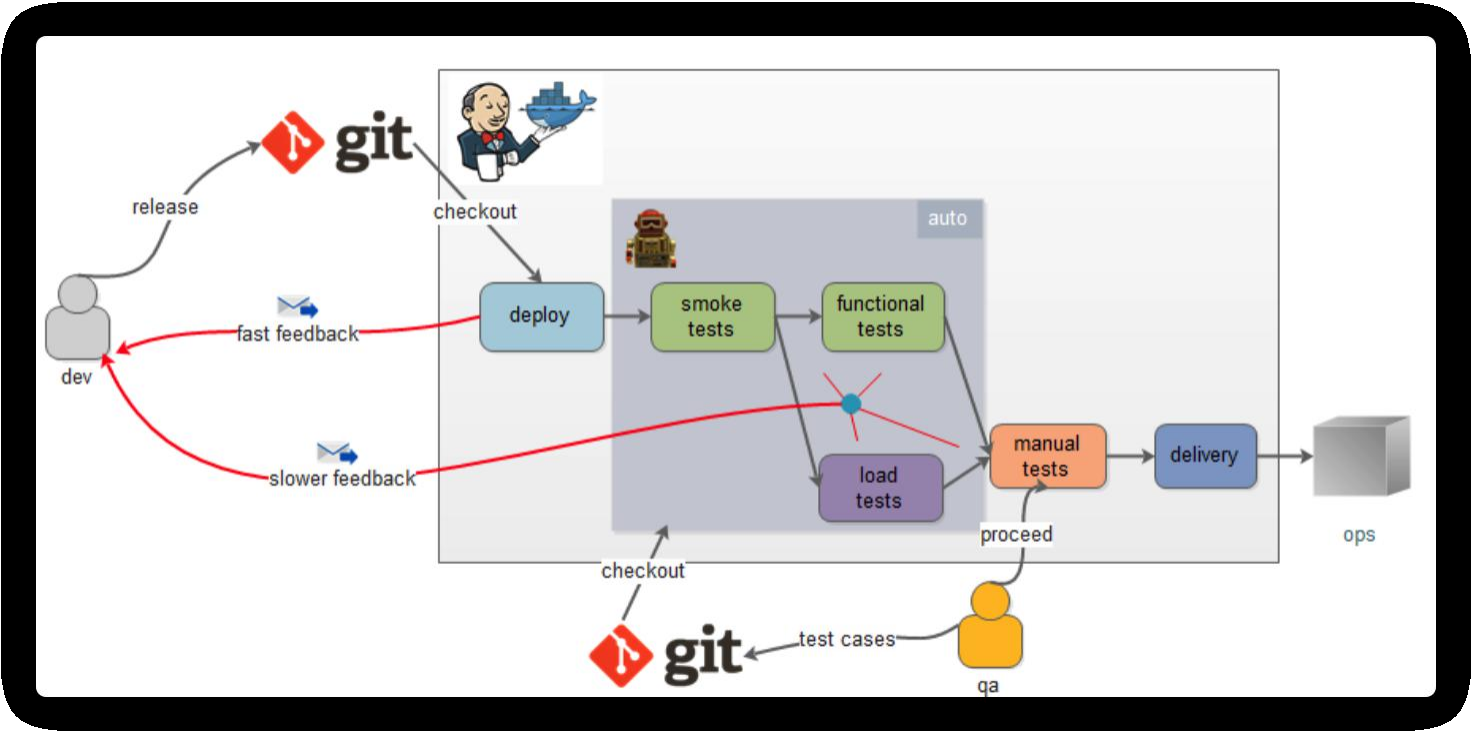 git
release
checkout
auto
deploy
smoke
tests
functional
tests
fast feedback
dev
slower feedback
load
tests
manual
tests
delivery
ops
proceed
checkout
git
test cases
qa